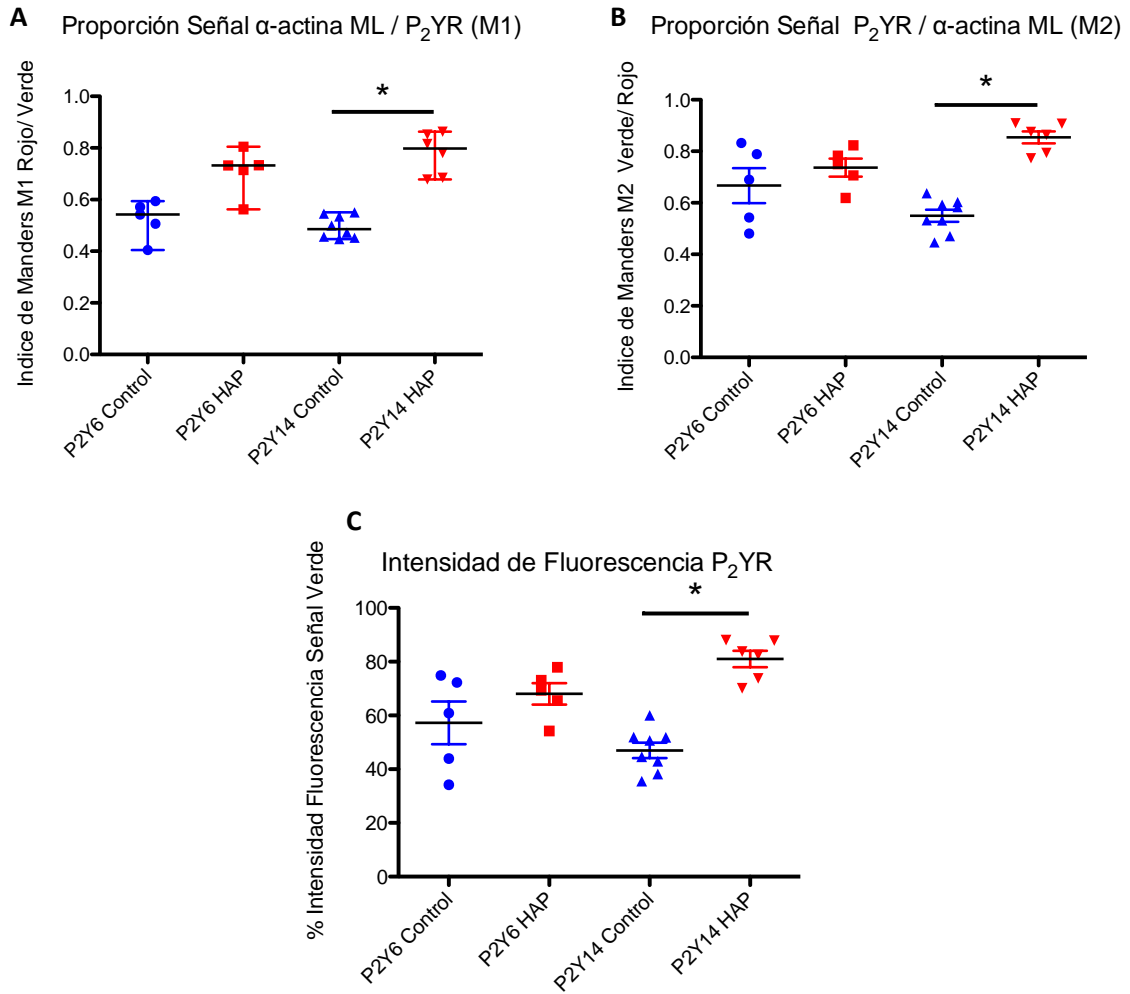 A
Proporción Señal α-actina ML / P2YR (M1)
Indice de Manders M1 Rojo/ Verde
1.0
0.8
0.6
0.4
0.2
0.0
*
P2Y6 Control
P2Y6 HAP
P2Y14 Control
P2Y14 HAP
B
Proporción Señal P2YR / α-actina ML (M2)
Indice de Manders M2 Verde/ Rojo
1.0
0.8
0.6
0.4
0.2
0.0
*
P2Y6 Control
P2Y6 HAP
P2Y14 Control
P2Y14 HAP
C
Intensidad de Fluorescencia P2YR
% Intensidad Fluorescencia Señal Verde
100
80
60
40
20
0
*
P2Y6 Control
P2Y6 HAP
P2Y14 Control
P2Y14 HAP